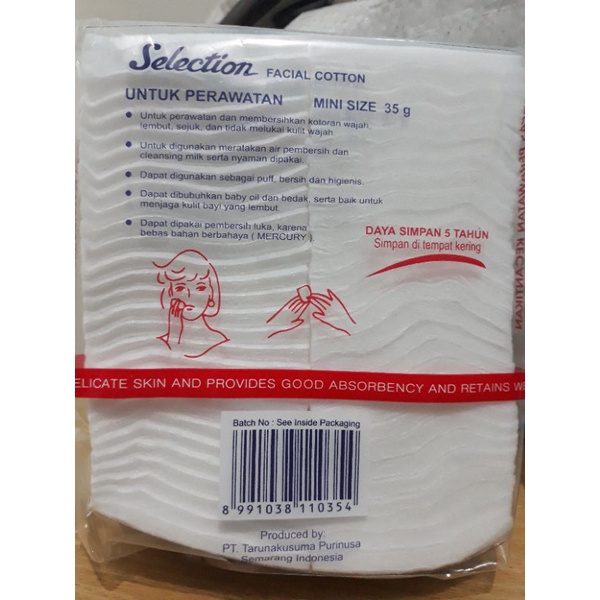 Selection FACIAL COTTON
UNTUK PERAWATAN MINI SIZE 35 g
• Untuk perawatan dan membersihkan kotoran wajah,
lembut, sejuk, dan tidak melukai kulit wajah
• Untuk digunakan meratakan air pembersih dan
cleansing milk serta nyaman dipakai.
• Dapat digunakan sebagai puff, bersih dan higienis.
• Dapat dibubuhkan baby oil dan bedak, serta baik untuk
menjaga kulit bayi yang lembut.
• Dapat dipakai pembersih luka, karena
bebas bahan berbahaya ( MERCURY )
DAYA SIMPAN 5 TAHUN
Simpan di tempat kering
ELICATE SKIN AND PROVIDES GOOD ABSORBENCY AND RETAINS WE
Batch No : See Inside Packaging
8 991038 110354
Produced by:
PT. Tarunakusuma Purinusa
Semarang Indonesia